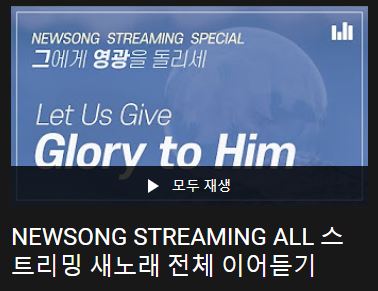 NEWSONG STREAMING SPECIAL
그에게 영광을 돌리세
Let Us Give
Glory to Him
모두 재생
NEWSONG STREAMING ALL 스
트리밍 새노래 전체 이어듣기